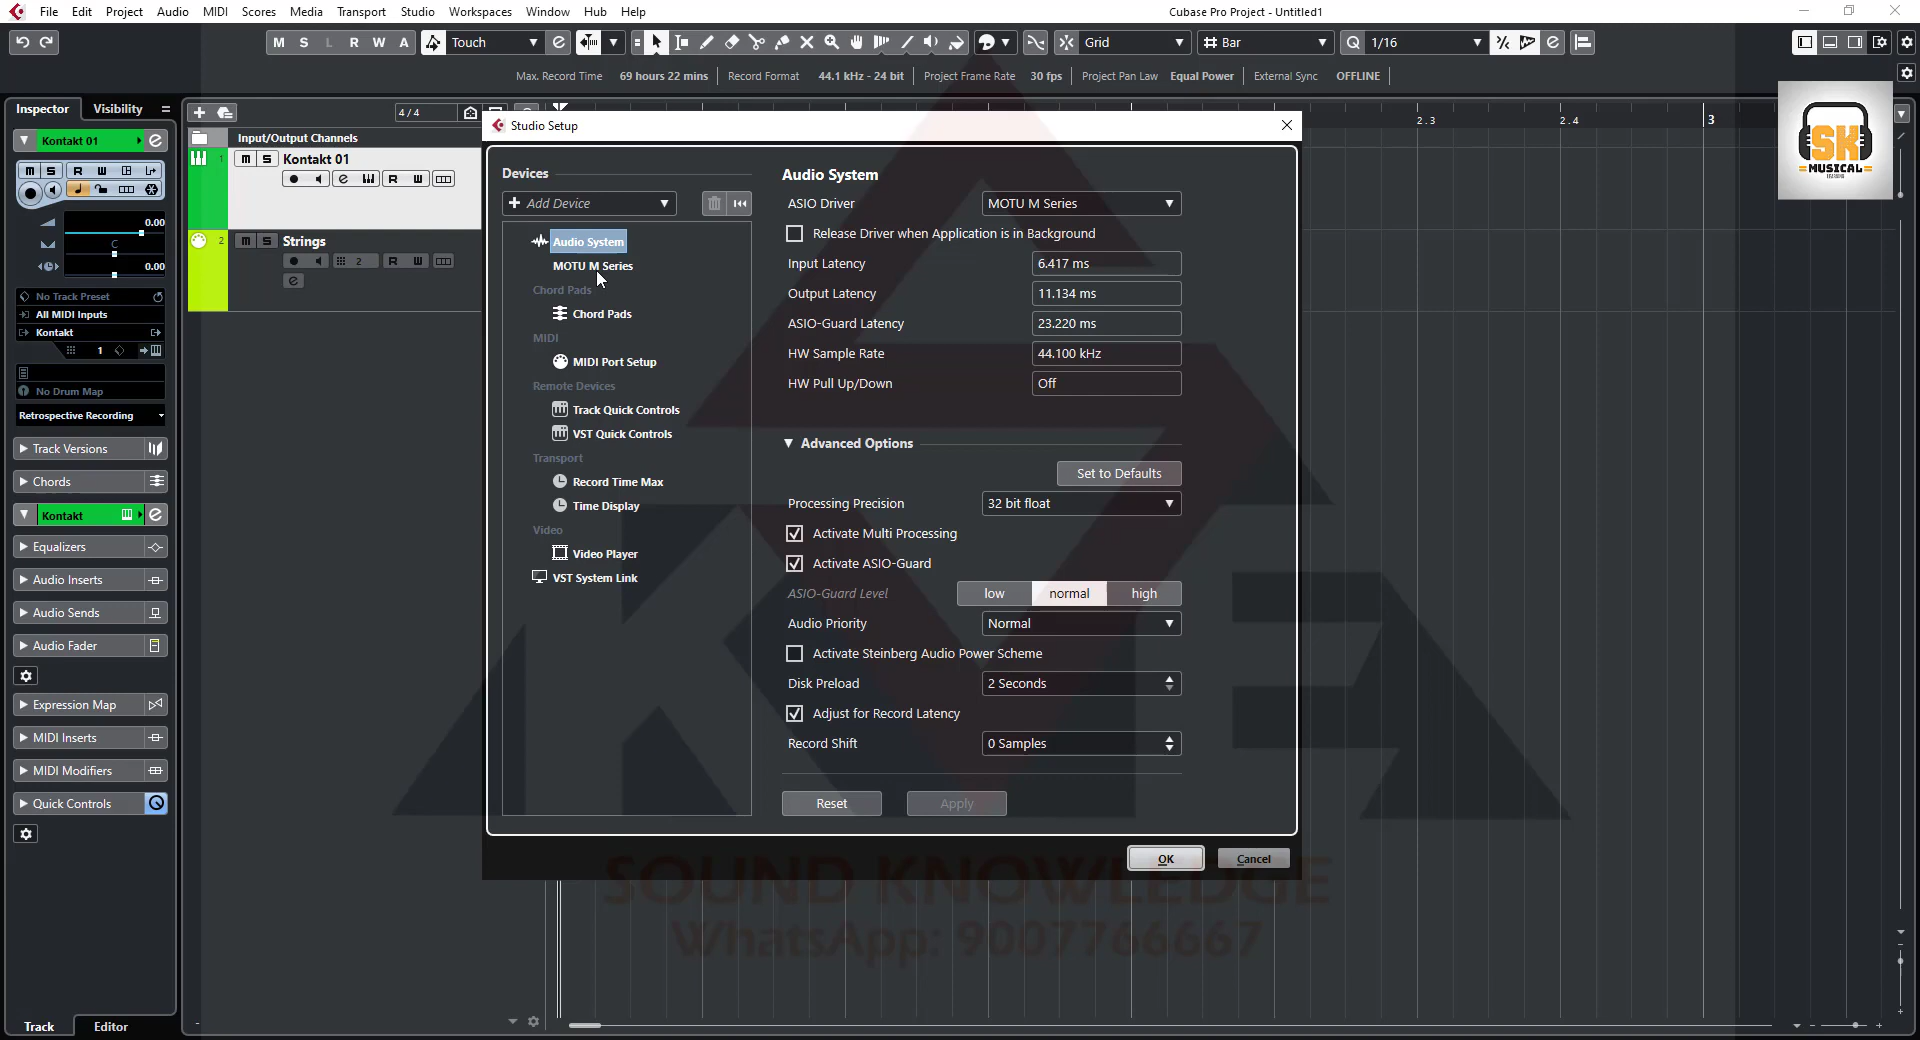 File Edit Project Audio MIDI Scores Media Transport Studio Workspaces Window Hub Help
Cubase Pro Project - Untitled1
M S L R W A Touch Grid Bar Q 1/16
Max. Record Time 69 hours 22 mins Record Format 44.1 kHz - 24 bit Project Frame Rate 30 fps Project Pan Law Equal Power External Sync OFFLINE
Inspector Visibility
4/4
2.3 2.4 3
SK
MUSICAL
Kontakt 01
M S R W
0.00
C
0.00
No Track Preset
All MIDI Inputs
Kontakt
1
No Drum Map
Retrospective Recording
Track Versions
Chords
Kontakt
Equalizers
Audio Inserts
Audio Sends
Audio Fader
Expression Map
MIDI Inserts
MIDI Modifiers
Quick Controls
Track Editor
Input/Output Channels
1 M S Kontakt 01
R W
2 M S Strings
2 R W
Studio Setup
Devices
+ Add Device
Audio System
MOTU M Series
Chord Pads
Chord Pads
MIDI
MIDI Port Setup
Remote Devices
Track Quick Controls
VST Quick Controls
Transport
Record Time Max
Time Display
Video
Video Player
VST System Link
Audio System
ASIO Driver MOTU M Series
Release Driver when Application is in Background
Input Latency 6.417 ms
Output Latency 11.134 ms
ASIO-Guard Latency 23.220 ms
HW Sample Rate 44.100 kHz
HW Pull Up/Down Off
Advanced Options
Set to Defaults
Processing Precision 32 bit float
Activate Multi Processing
Activate ASIO-Guard
ASIO-Guard Level low normal high
Audio Priority Normal
Activate Steinberg Audio Power Scheme
Disk Preload 2 Seconds
Adjust for Record Latency
Record Shift 0 Samples
Reset Apply
OK Cancel
SOUND KNOWLEDGE
WhatsApp: 9007766667